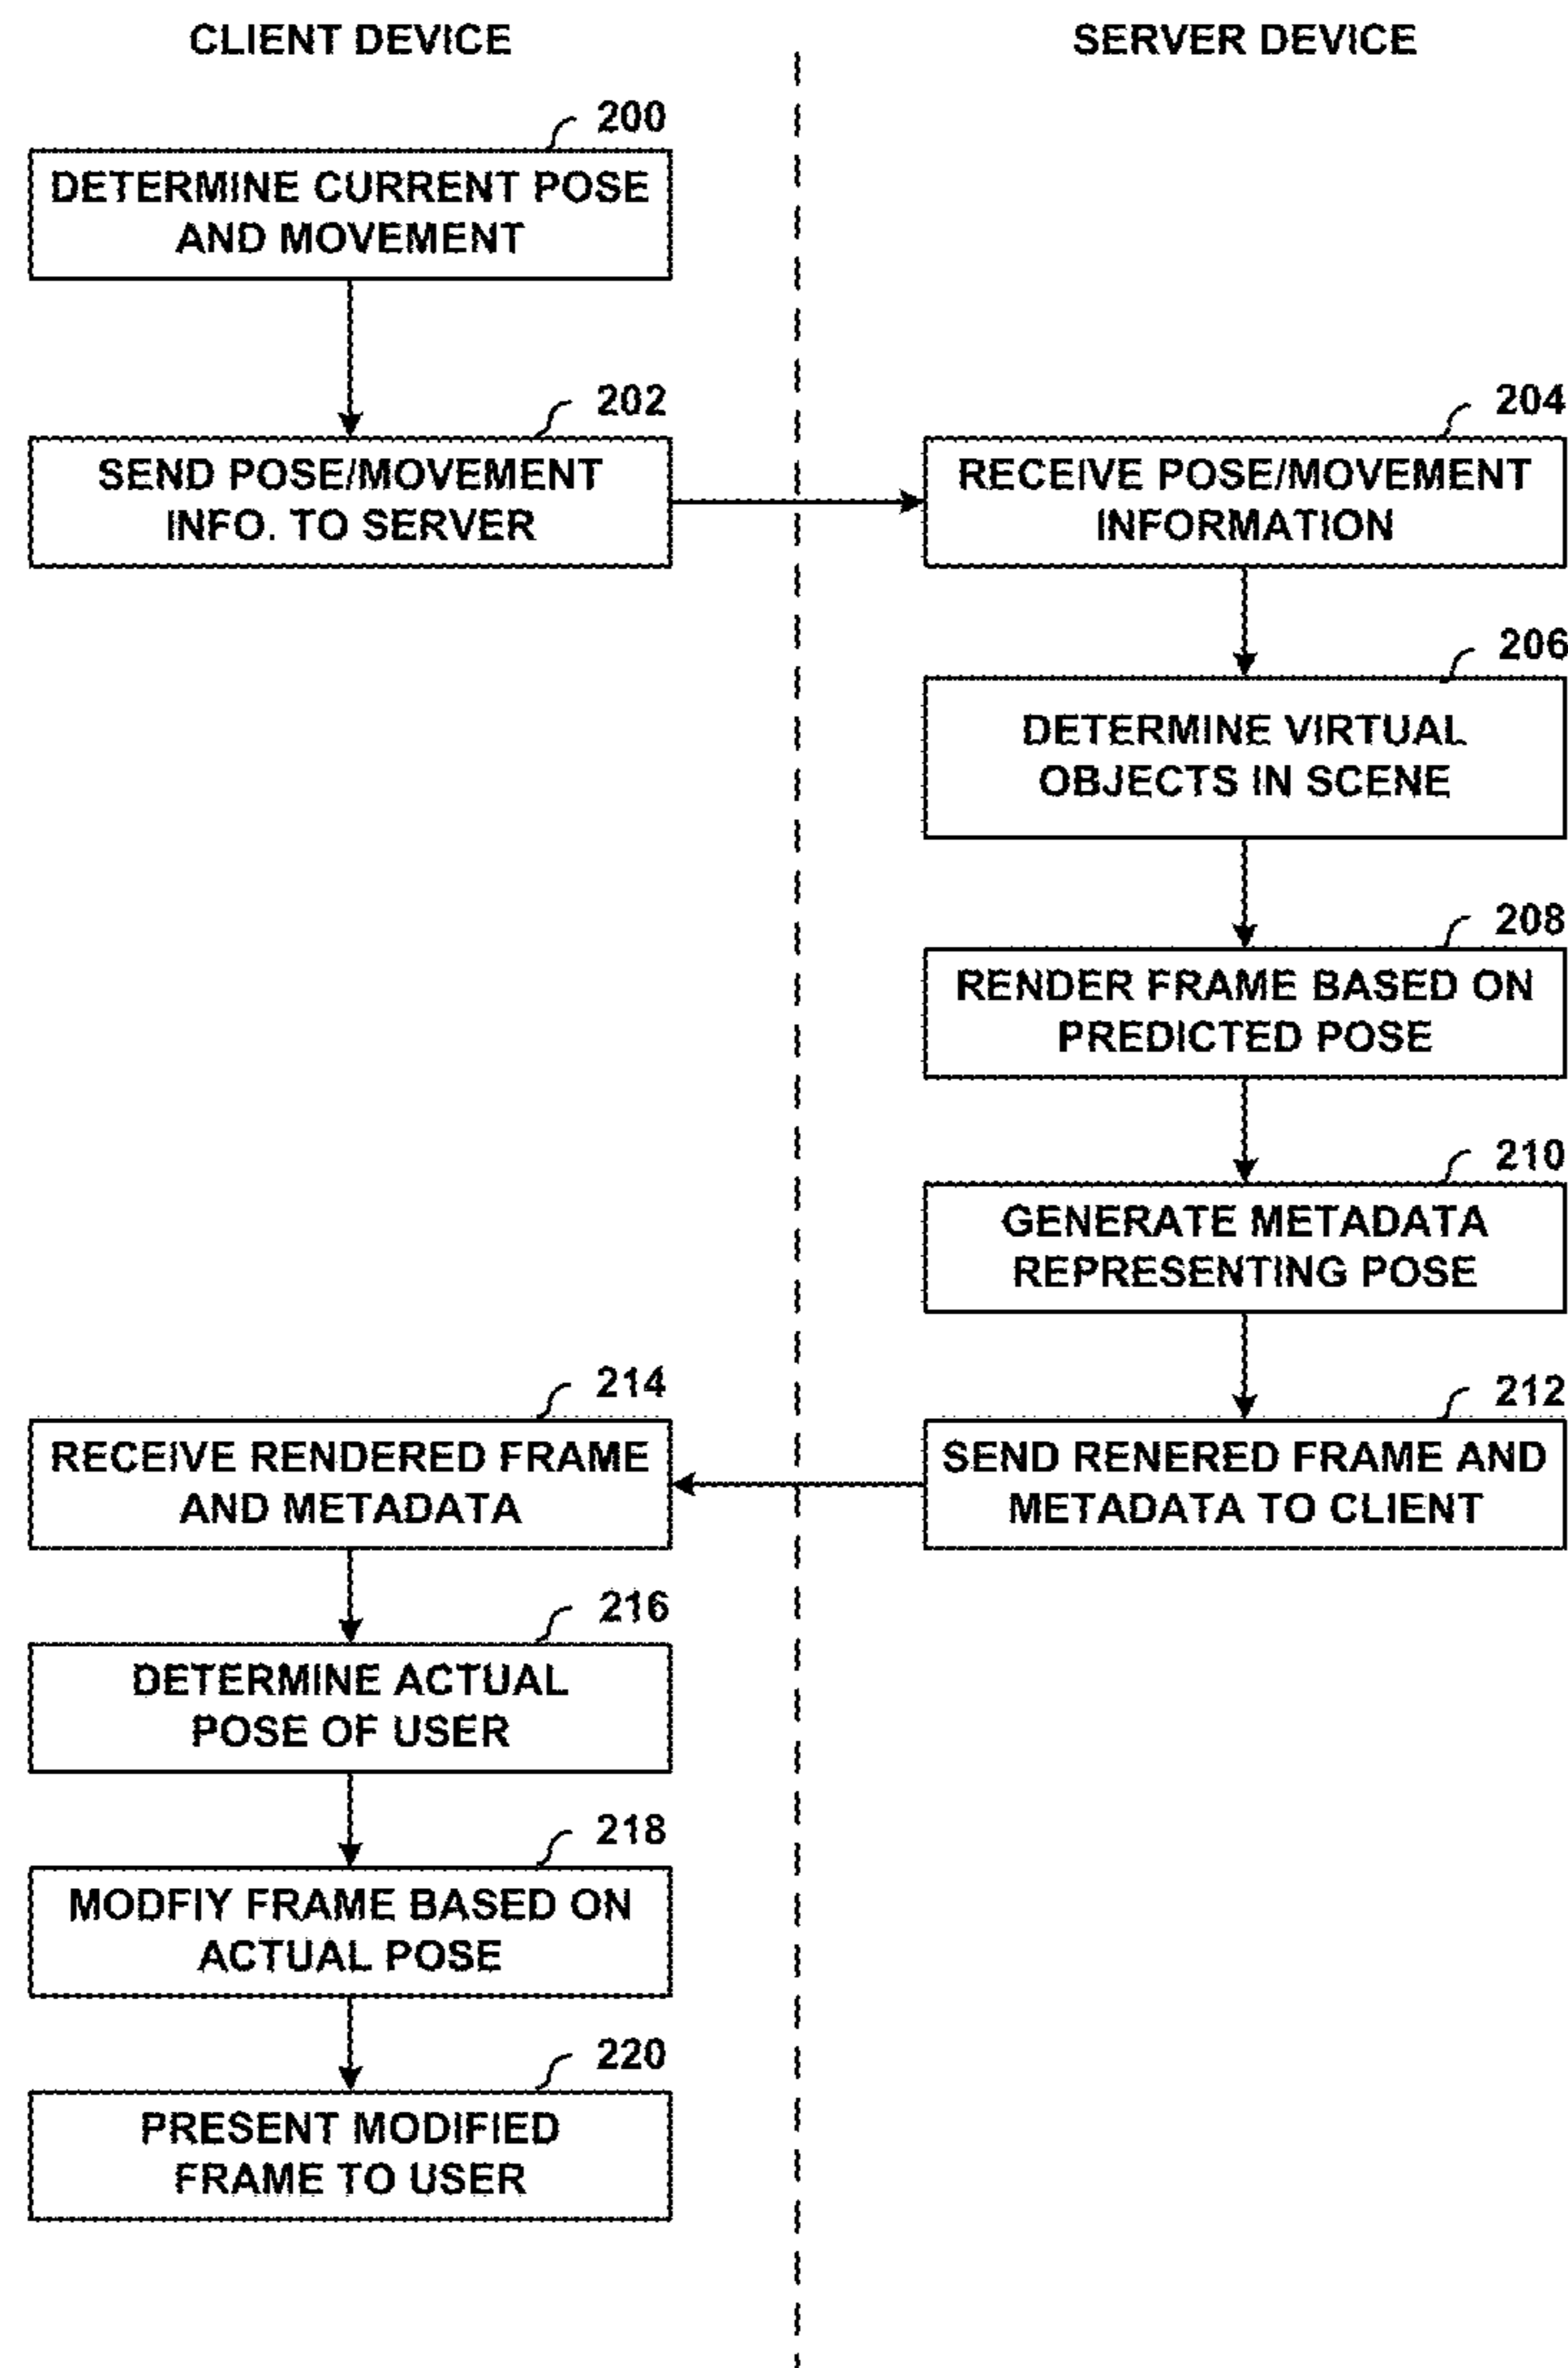 CLIENT DEVICE
SERVER DEVICE
200
DETERMINE CURRENT POSE
AND MOVEMENT
202
SEND POSE/MOVEMENT
INFO. TO SERVER
204
RECEIVE POSE/MOVEMENT
INFORMATION
206
DETERMINE VIRTUAL
OBJECTS IN SCENE
208
RENDER FRAME BASED ON
PREDICTED POSE
210
GENERATE METADATA
REPRESENTING POSE
212
SEND RENERED FRAME AND
METADATA TO CLIENT
214
RECEIVE RENDERED FRAME
AND METADATA
216
DETERMINE ACTUAL
POSE OF USER
218
MODFIY FRAME BASED ON
ACTUAL POSE
220
PRESENT MODIFIED
FRAME TO USER